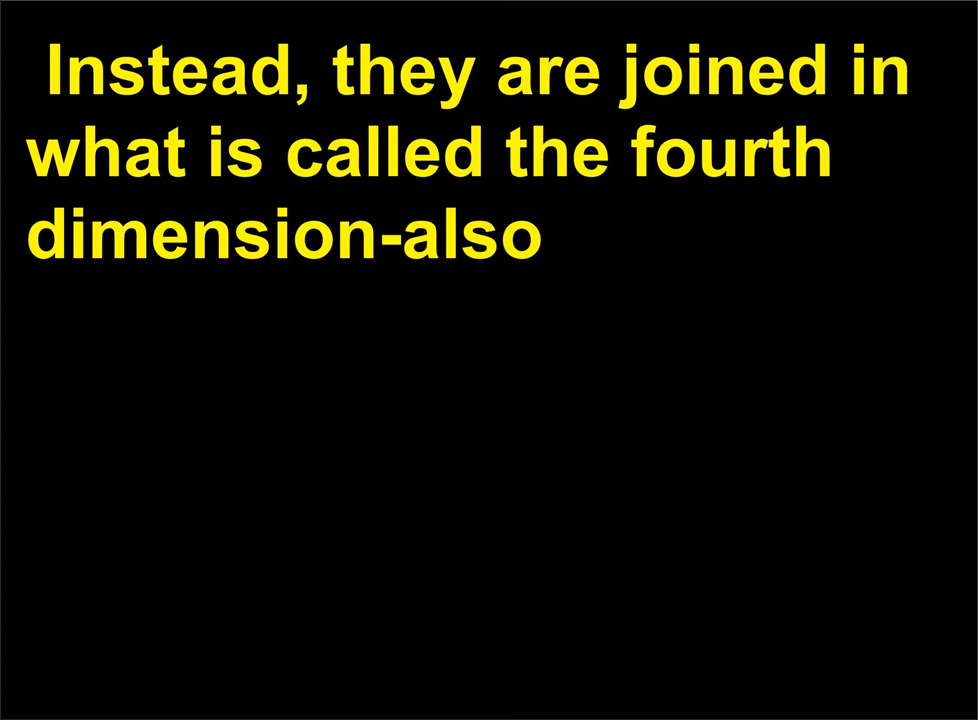 Instead, they are joined in
what is called the fourth
dimension-also